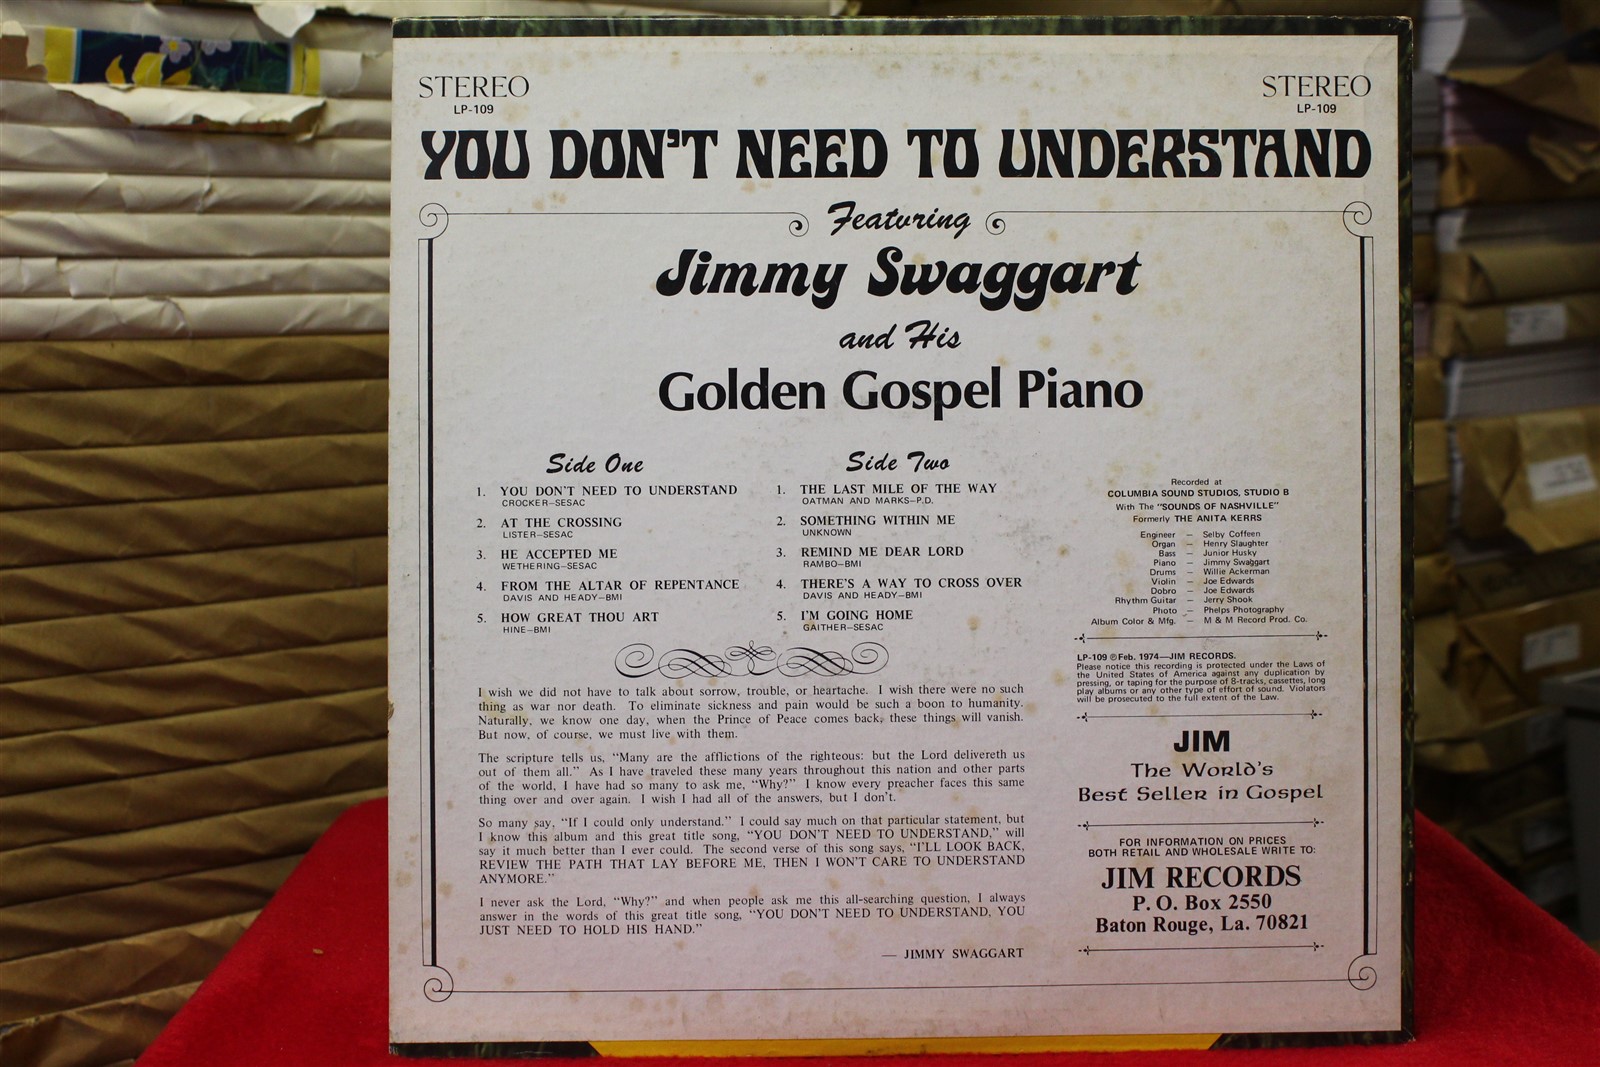 STEREO
LP-109
STEREO
LP-109
YOU DON'T NEED TO UNDERSTAND
Featuring
Jimmy Swaggart
and His
Golden Gospel Piano
Side One
1. YOU DON'T NEED TO UNDERSTAND
CROCKER–SESAC
2. AT THE CROSSING
LISTER–SESAC
3. HE ACCEPTED ME
WETHERING–SESAC
4. FROM THE ALTAR OF REPENTANCE
DAVIS AND HEADY–BMI
5. HOW GREAT THOU ART
HINE–BMI
Side Two
1. THE LAST MILE OF THE WAY
OATMAN AND MARKS–P.D.
2. SOMETHING WITHIN ME
UNKNOWN
3. REMIND ME DEAR LORD
RAMBO–BMI
4. THERE'S A WAY TO CROSS OVER
DAVIS AND HEADY–BMI
5. I'M GOING HOME
GAITHER–SESAC
I wish we did not have to talk about sorrow, trouble, or heartache. I wish there were no such
thing as war nor death. To eliminate sickness and pain would be such a boon to humanity.
Naturally, we know one day, when the Prince of Peace comes back, these things will vanish.
But now, of course, we must live with them.
The scripture tells us, "Many are the afflictions of the righteous: but the Lord delivereth us
out of them all." As I have traveled these many years throughout this nation and other parts
of the world, I have had so many to ask me, "Why?" I know every preacher faces this same
thing over and over again. I wish I had all of the answers, but I don't.
So many say, "If I could only understand." I could say much on that particular statement, but
I know this album and this great title song, "YOU DON'T NEED TO UNDERSTAND," will
say it much better than I ever could. The second verse of this song says, "I'LL LOOK BACK,
REVIEW THE PATH THAT LAY BEFORE ME, THEN I WON'T CARE TO UNDERSTAND
ANYMORE."
I never ask the Lord, "Why?" and when people ask me this all-searching question, I always
answer in the words of this great title song, "YOU DON'T NEED TO UNDERSTAND, YOU
JUST NEED TO HOLD HIS HAND."
— JIMMY SWAGGART
Recorded at
COLUMBIA SOUND STUDIOS, STUDIO B
With The "SOUNDS OF NASHVILLE"
Formerly THE ANITA KERRS
Engineer – Selby Coffeen
Organ – Henry Slaughter
Bass – Junior Husky
Piano – Jimmy Swaggart
Drums – Willie Ackerman
Violin – Joe Edwards
Dobro – Joe Edwards
Rhythm Guitar – Jerry Shook
Photo – Phelps Photography
Album Color & Mfg. – M & M Record Prod. Co.
LP-109 ℗Feb. 1974—JIM RECORDS.
Please notice this recording is protected under the Laws of
the United States of America against any duplication by
pressing, or taping for the purpose of 8-tracks, cassettes, long
play albums or any other type of effort of sound. Violators
will be prosecuted to the full extent of the Law.
JIM
The World's
Best Seller in Gospel
FOR INFORMATION ON PRICES
BOTH RETAIL AND WHOLESALE WRITE TO:
JIM RECORDS
P. O. Box 2550
Baton Rouge, La. 70821